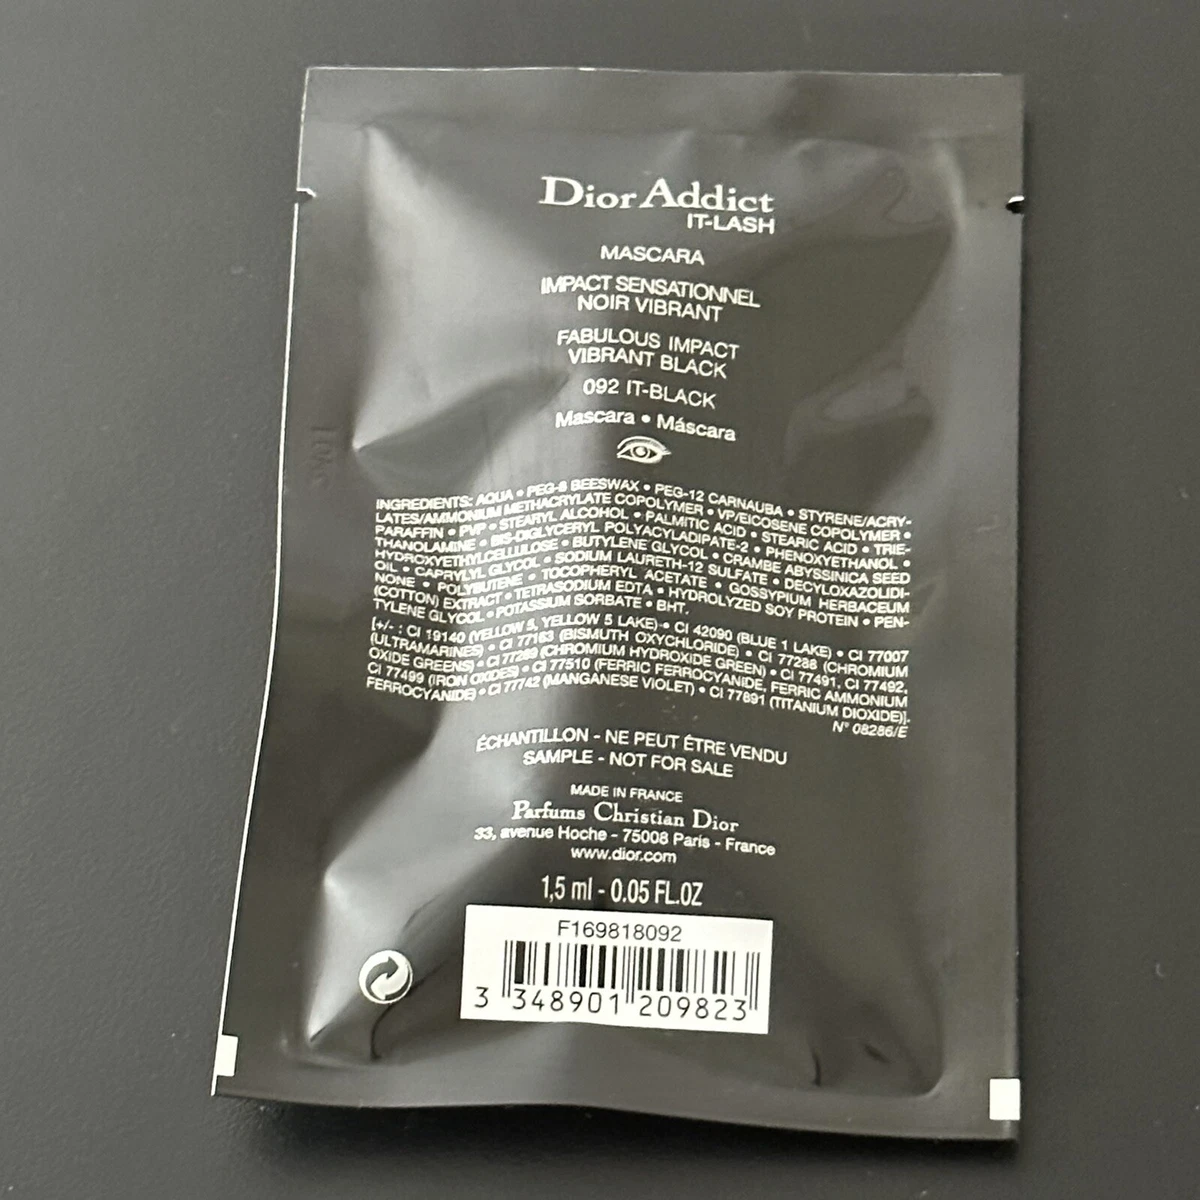 Dior Addict
IT-LASH
MASCARA
IMPACT SENSATIONNEL
NOIR VIBRANT
FABULOUS IMPACT
VIBRANT BLACK
092 IT-BLACK
Mascara • Máscara
INGREDIENTS: AQUA • PEG-8 BEESWAX • PEG-12 CARNAUBA • STYRENE/ACRY-
LATES/AMMONIUM METHACRYLATE COPOLYMER • VP/EICOSENE COPOLYMER •
PARAFFIN • PVP • STEARYL ALCOHOL • PALMITIC ACID • STEARIC ACID • TRIE-
THANOLAMINE • BIS-DIGLYCERYL POLYACYLADIPATE-2 • PHENOXYETHANOL •
HYDROXYETHYLCELLULOSE • BUTYLENE GLYCOL • CRAMBE ABYSSINICA SEED
OIL • CAPRYLYL GLYCOL • SODIUM LAURETH-12 SULFATE • DECYLOXAZOLIDI-
NONE • POLYBUTENE • TOCOPHERYL ACETATE • GOSSYPIUM HERBACEUM
(COTTON) EXTRACT • TETRASODIUM EDTA • HYDROLYZED SOY PROTEIN • PEN-
TYLENE GLYCOL • POTASSIUM SORBATE • BHT.
[+/- : CI 19140 (YELLOW 5, YELLOW 5 LAKE) • CI 42090 (BLUE 1 LAKE) • CI 77007
(ULTRAMARINES) • CI 77163 (BISMUTH OXYCHLORIDE) • CI 77288 (CHROMIUM
OXIDE GREENS) • CI 77289 (CHROMIUM HYDROXIDE GREEN) • CI 77491, CI 77492,
CI 77499 (IRON OXIDES) • CI 77510 (FERRIC FERROCYANIDE, FERRIC AMMONIUM
FERROCYANIDE) • CI 77742 (MANGANESE VIOLET) • CI 77891 (TITANIUM DIOXIDE)].
N° 08286/E
ÉCHANTILLON - NE PEUT ÊTRE VENDU
SAMPLE - NOT FOR SALE
MADE IN FRANCE
Parfums Christian Dior
33, avenue Hoche - 75008 Paris - France
www.dior.com
1,5 ml - 0.05 FL.OZ
F169818092
3 348901 209823